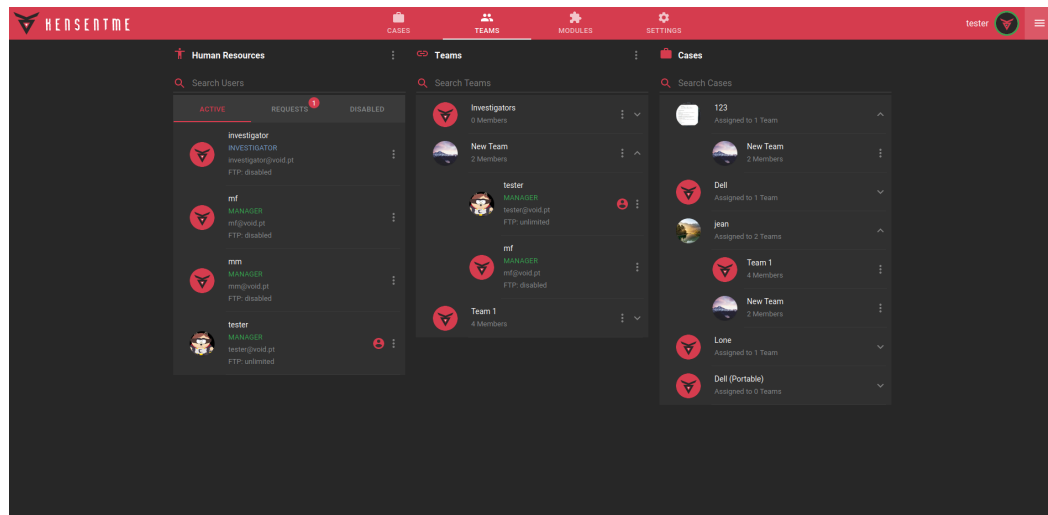 HENSENTME
CASES
TEAMS
MODULES
SETTINGS
tester
Human Resources
Search Users
ACTIVE
REQUESTS 1
DISABLED
investigator
INVESTIGATOR
investigator@void.pt
FTP: disabled
mf
MANAGER
mf@void.pt
FTP: disabled
mm
MANAGER
mm@void.pt
FTP: disabled
tester
MANAGER
tester@void.pt
FTP: unlimited
Teams
Search Teams
Investigators
0 Members
New Team
2 Members
tester
MANAGER
tester@void.pt
FTP: unlimited
mf
MANAGER
mf@void.pt
FTP: disabled
Team 1
4 Members
Cases
Search Cases
123
Assigned to 1 Team
New Team
2 Members
Dell
Assigned to 1 Team
jean
Assigned to 2 Teams
Team 1
4 Members
New Team
2 Members
Lone
Assigned to 1 Team
Dell (Portable)
Assigned to 0 Teams